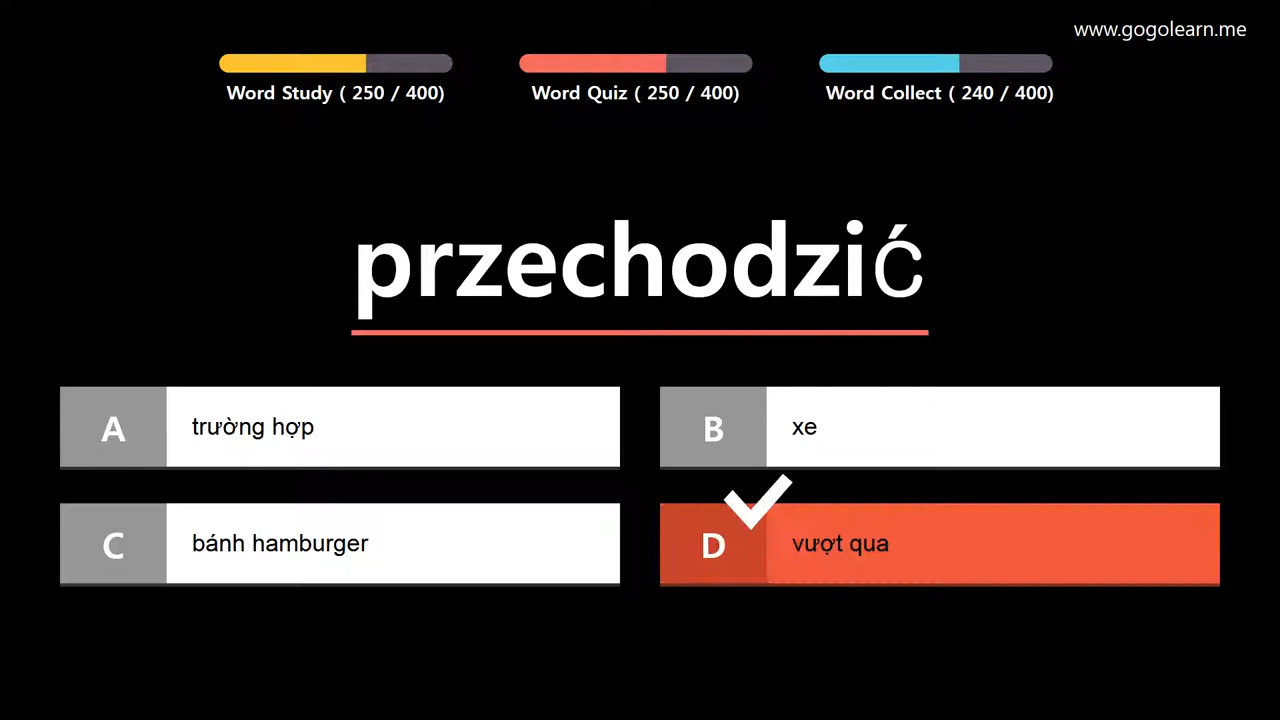 www.gogolearn.me
Word Study ( 250 / 400)
Word Quiz ( 250 / 400)
Word Collect ( 240 / 400)
przechodzić
A
trường hợp
B
xe
C
bánh hamburger
D
vượt qua